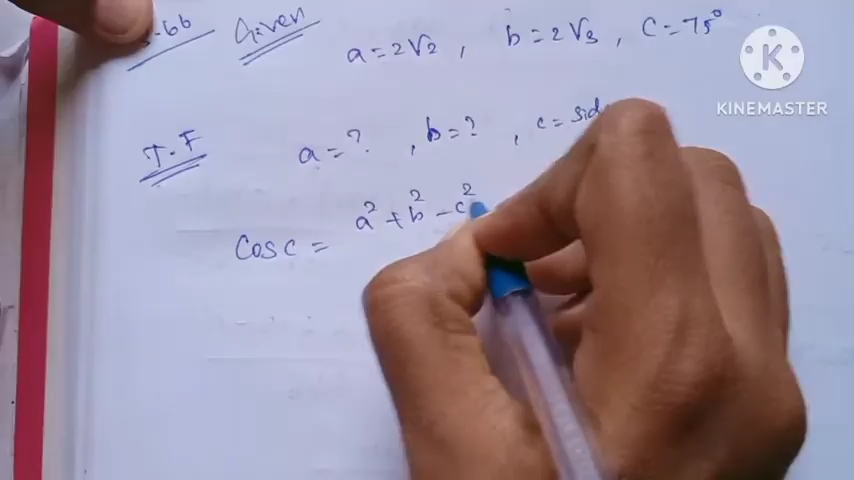 -66 Given a = 2√2 , b = 2√3 , C = 75°
KINEMASTER
T.F a = ? , b = ? , c = sid
Cos C = a² + b² - c²